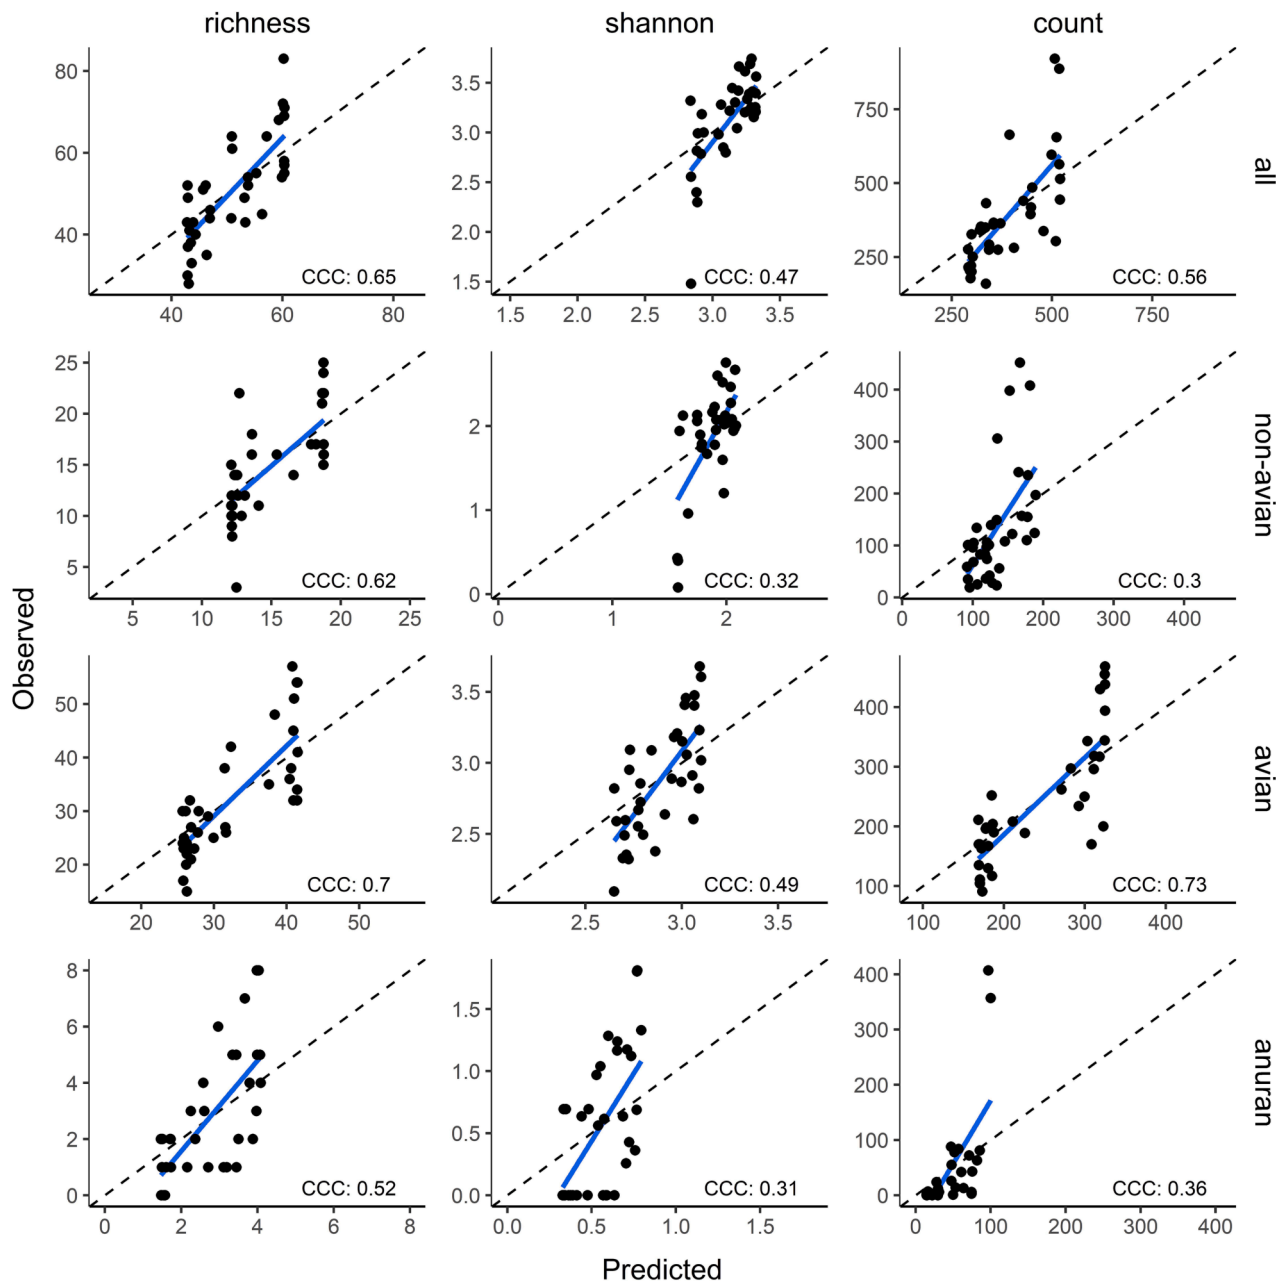 richness shannon count
80
60
40
CCC: 0.65
40 60 80
3.5
3.0
2.5
2.0
1.5
CCC: 0.47
1.5 2.0 2.5 3.0 3.5
750
500
250
CCC: 0.56
250 500 750
all
25
20
15
10
5
CCC: 0.62
5 10 15 20 25
2
1
0
CCC: 0.32
0 1 2
400
300
200
100
0
CCC: 0.3
0 100 200 300 400
non-avian
Observed
50
40
30
20
CCC: 0.7
20 30 40 50
3.5
3.0
2.5
CCC: 0.49
2.5 3.0 3.5
400
300
200
100
CCC: 0.73
100 200 300 400
avian
8
6
4
2
0
CCC: 0.52
0 2 4 6 8
1.5
1.0
0.5
0.0
CCC: 0.31
0.0 0.5 1.0 1.5
400
300
200
100
0
CCC: 0.36
0 100 200 300 400
anuran
Predicted